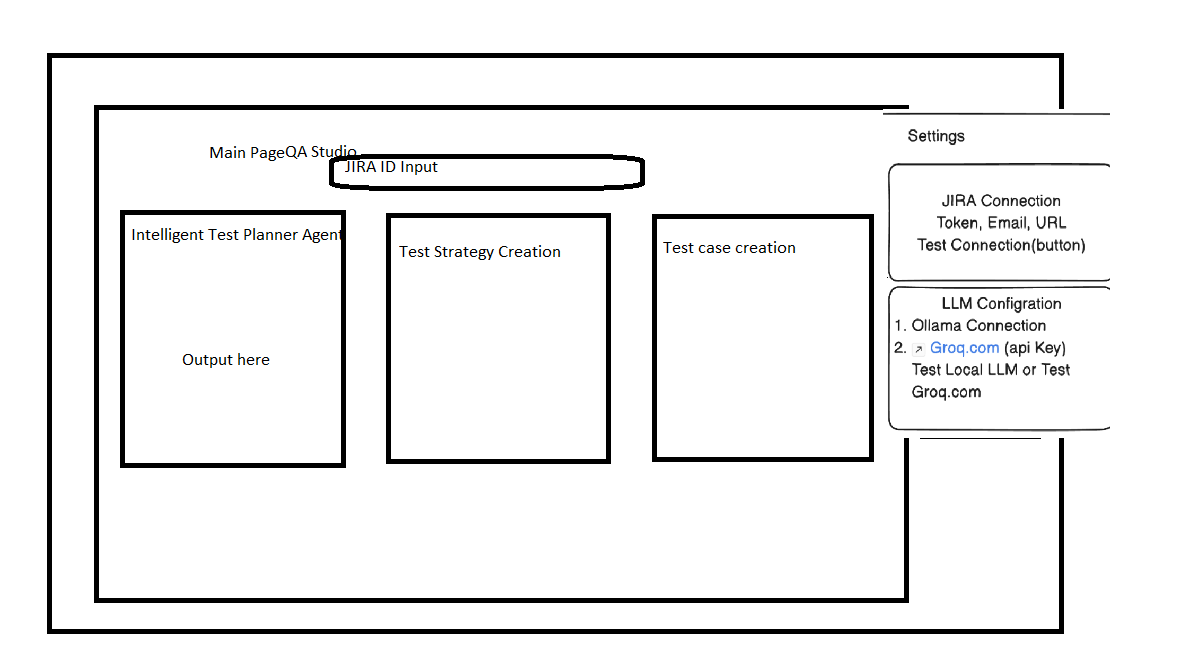 Main PageQA Studio
JIRA ID Input
Intelligent Test Planner Agent
Output here
Test Strategy Creation
Test case creation
Settings
JIRA Connection
Token, Email, URL
Test Connection(button)
LLM Configration
1. Ollama Connection
2. ↗ Groq.com (api Key)
Test Local LLM or Test
Groq.com